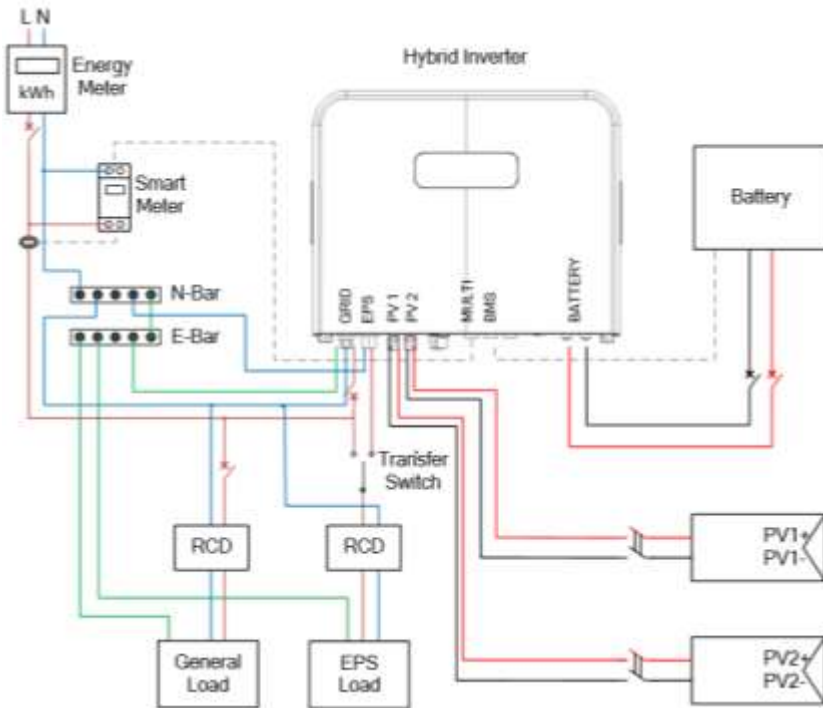 L N
Energy
Meter
kWh
Hybrid Inverter
Smart
Meter
Battery
N-Bar
E-Bar
GRID
EPS
PV 1
PV 2
MULTI
BMS
BATTERY
Transfer
Switch
RCD
RCD
PV1+
PV1-
General
Load
EPS
Load
PV2+
PV2-